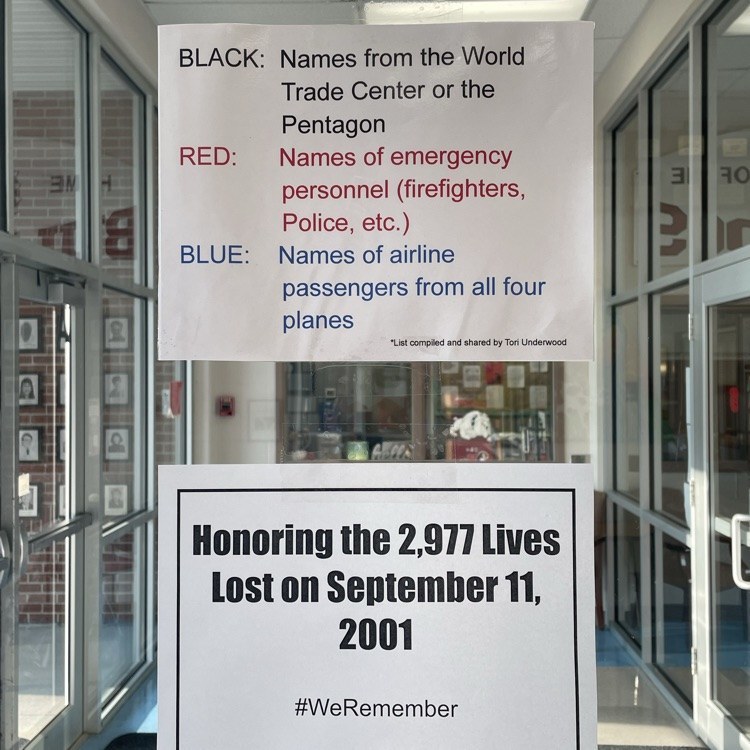 BLACK: Names from the World
Trade Center or the
Pentagon
RED: Names of emergency
personnel (firefighters,
Police, etc.)
BLUE: Names of airline
passengers from all four
planes
*List compiled and shared by Tori Underwood
Honoring the 2,977 Lives
Lost on September 11,
2001
#WeRemember